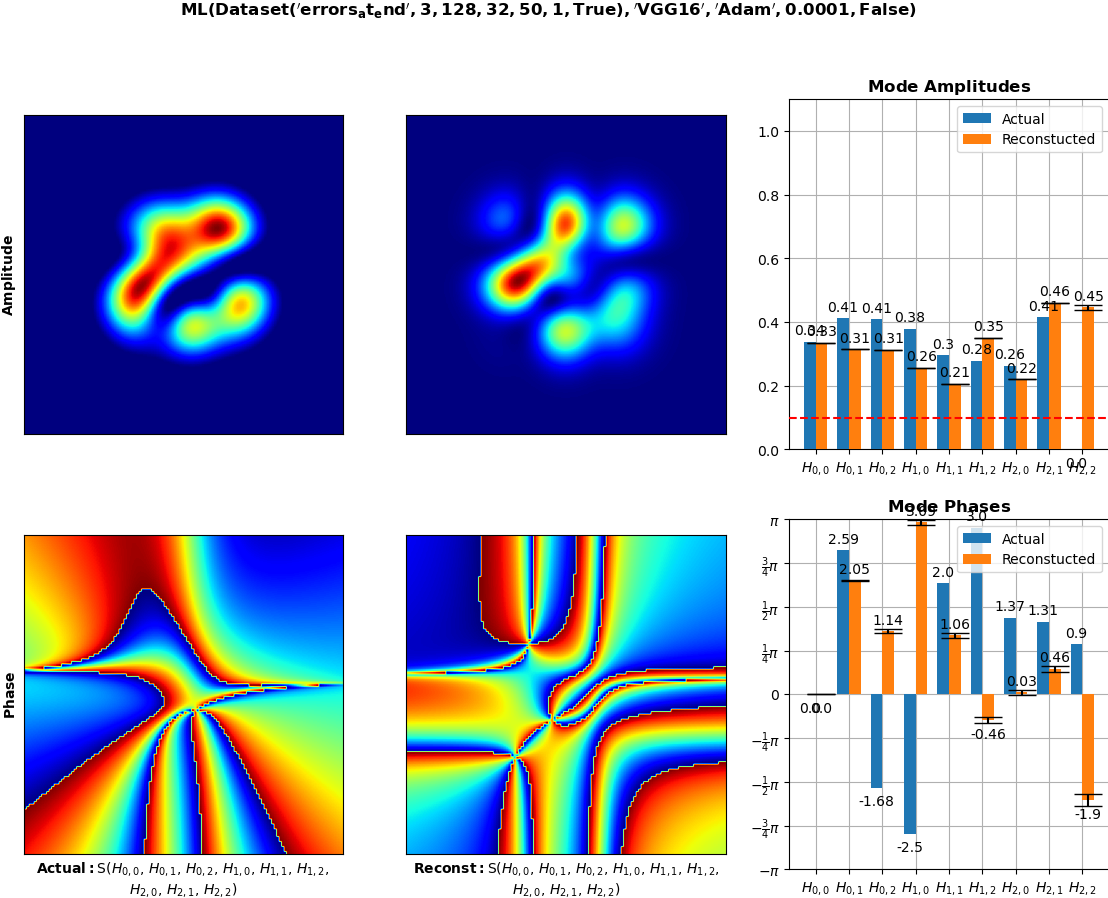 ML(Dataset('errors_at_end', 3, 128, 32, 50, 1, True), 'VGG16', 'Adam', 0.0001, False)
Amplitude
Mode Amplitudes
Actual
Reconstucted
1.0
0.8
0.6
0.4
0.2
0.0
0.34 0.33 0.41 0.31 0.41 0.31 0.38 0.26 0.3 0.21 0.28 0.35 0.26 0.22 0.41 0.46 0.0 0.45
H0,0 H0,1 H0,2 H1,0 H1,1 H1,2 H2,0 H2,1 H2,2
Phase
Actual: S(H0,0, H0,1, H0,2, H1,0, H1,1, H1,2,
H2,0, H2,1, H2,2)
Reconst: S(H0,0, H0,1, H0,2, H1,0, H1,1, H1,2,
H2,0, H2,1, H2,2)
Mode Phases
Actual
Reconstucted
π
3/4π
1/2π
1/4π
0
−1/4π
−1/2π
−3/4π
−π
0.0 0.0 2.59 2.05 -1.68 1.14 -2.5 3.09 2.0 1.06 3.0 -0.46 1.37 0.03 1.31 0.46 0.9 -1.9
H0,0 H0,1 H0,2 H1,0 H1,1 H1,2 H2,0 H2,1 H2,2